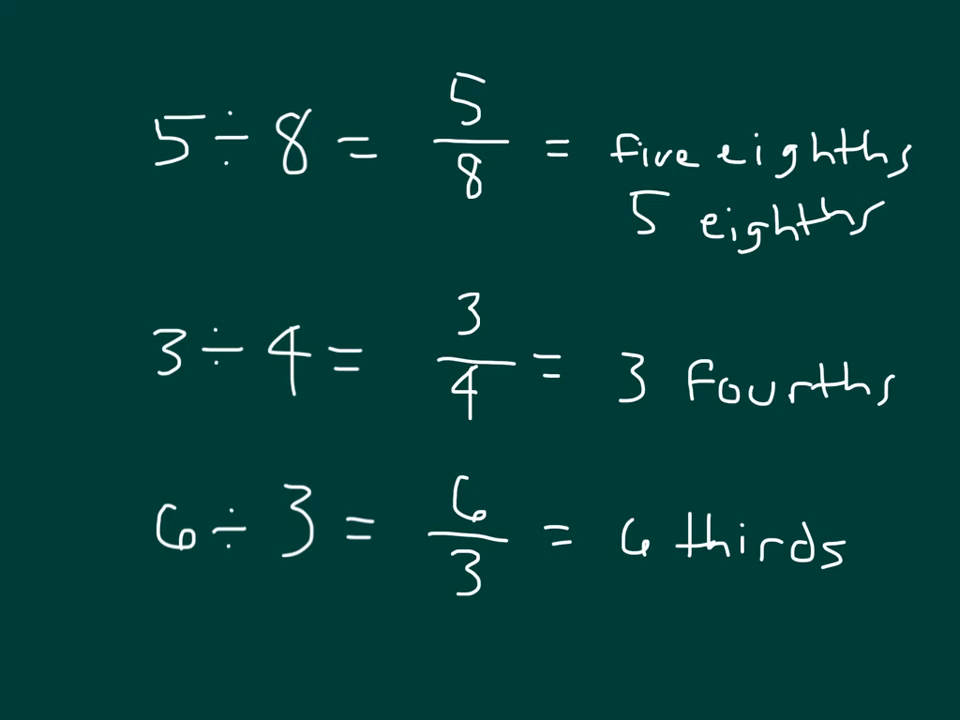 5 ÷ 8 = 5/8 = five eighths
5 eighths
3 ÷ 4 = 3/4 = 3 fourths
6 ÷ 3 = 6/3 = 6 thirds